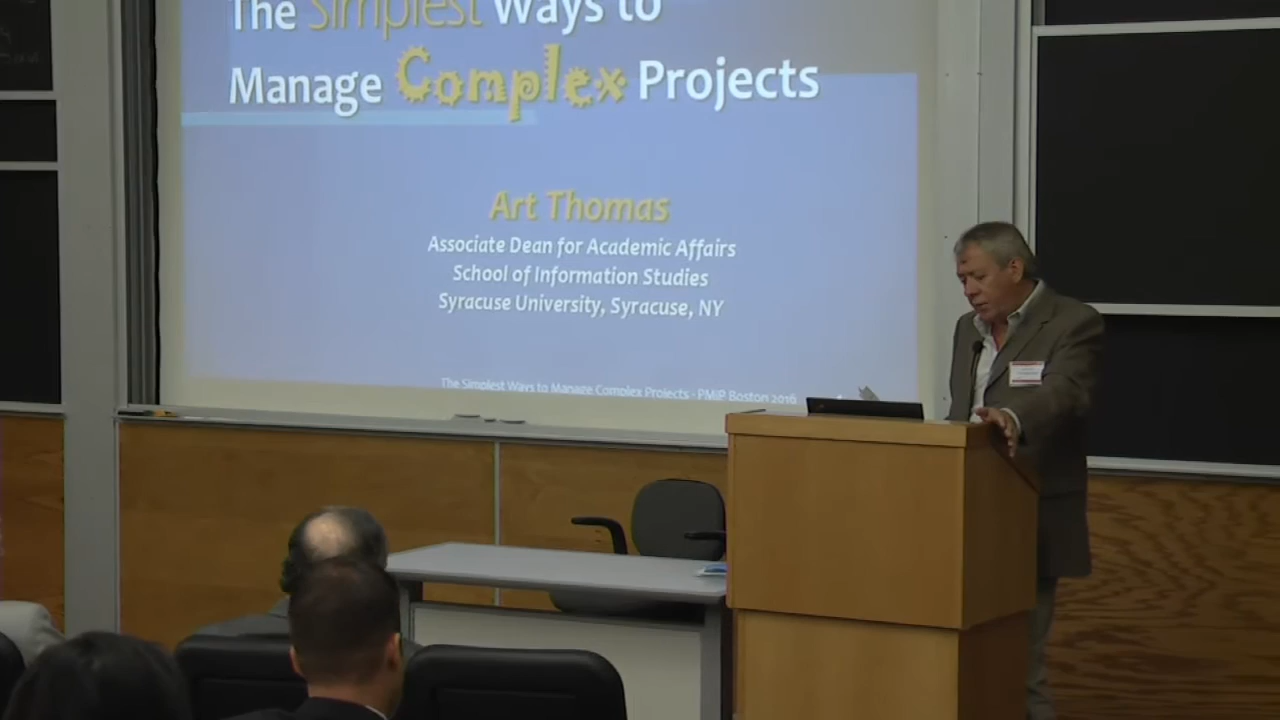 The Simplest Ways to
Manage Complex Projects
Art Thomas
Associate Dean for Academic Affairs
School of Information Studies
Syracuse University, Syracuse, NY
The Simplest Ways to Manage Complex Projects - PMIP Boston 2016